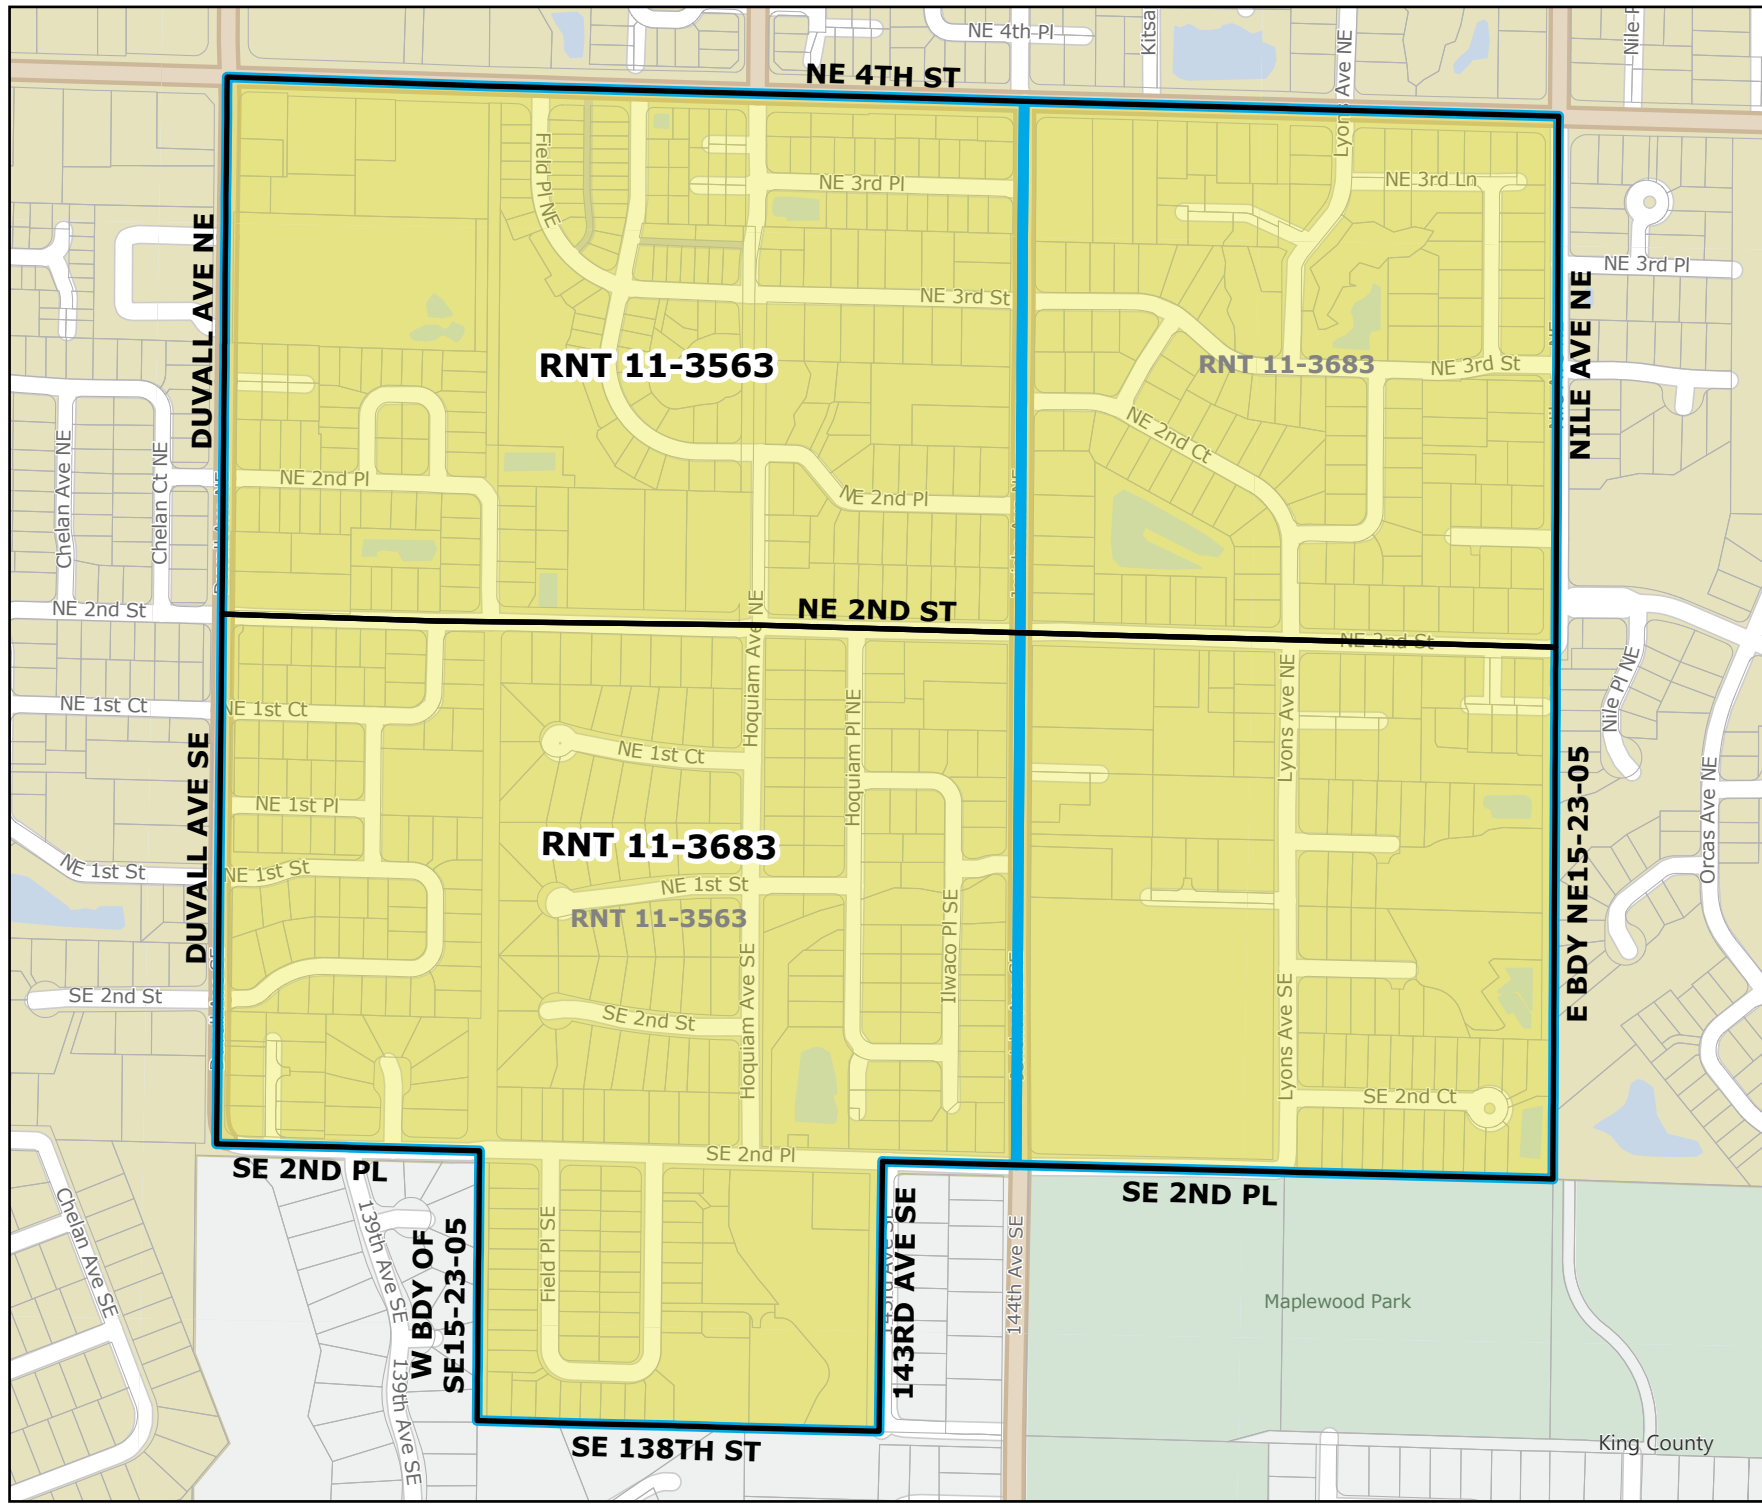 NE 4th Pl
Kitsa
Lyons Ave NE
NE 4TH ST
Field Pl NE
NE 3rd Pl
NE 3rd Ln
NE 3rd Pl
DUVALL AVE NE
NE 3rd St
NILE AVE NE
RNT 11-3563
RNT 11-3683
NE 3rd St
NE 2nd Ct
Chelan Ave NE
Chelan Ct NE
NE 2nd Pl
NE 2nd Pl
NE 2nd St
NE 2ND ST
NE 2nd St
Hoquiam Ave NE
Hoquiam Pl NE
Lyons Ave NE
Nile Pl NE
NE 1st Ct
NE 1st Ct
NE 1st Ct
DUVALL AVE SE
NE 1st Pl
E BDY NE15-23-05
Orcas Ave NE
RNT 11-3683
NE 1st St
NE 1st St
NE 1st St
RNT 11-3563
Ilwaco Pl SE
SE 2nd St
SE 2nd St
Hoquiam Ave SE
Lyons Ave SE
SE 2nd Ct
SE 2nd Pl
SE 2ND PL
SE 2ND PL
Chelan Ave SE
139th Ave SE
W BDY OF
SE15-23-05
Field Pl SE
143rd Ave SE
143RD AVE SE
144th Ave SE
Maplewood Park
139th Ave SE
SE 138TH ST
King County